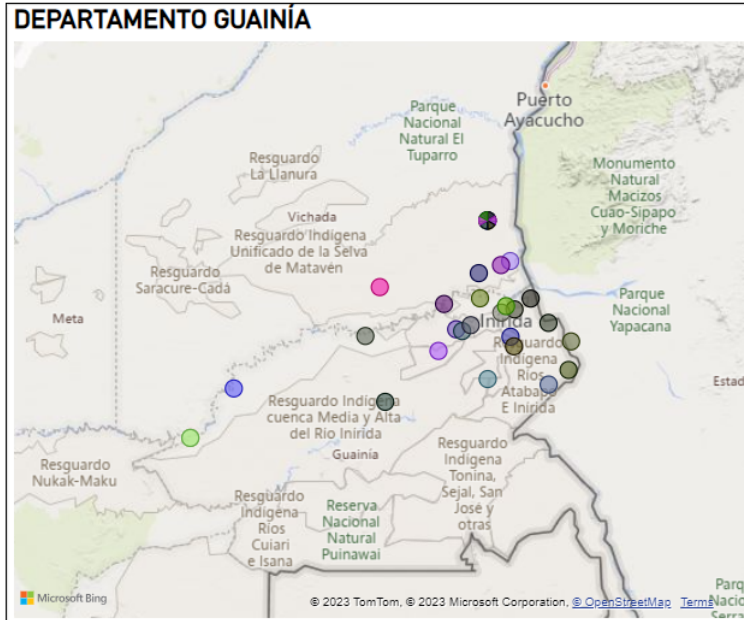 DEPARTAMENTO GUAINÍA
Puerto
Ayacucho
Parque
Nacional
Natural El
Tuparro
Resguardo
La Llanura
Monumento
Natural
Macizos
Cuao-Sipapo
y Moriche
Vichada
Resguardo Indígena
Unificado de la Selva
de Matavén
Resguardo
Saracure-Cadá
Meta
Parque
Nacional
Yapacana
Inírida
Resguardo
Indígena
Ríos
Atabapo
E Inírida
Estad
Resguardo Indígena
cuenca Media y Alta
del Río Inírida
Guainía
Resguardo
Nukak-Maku
Resguardo
Indígena
Tonina,
Sejal, San
José y
otras
Resguardo
Indígena
Ríos
Cuiari
e Isana
Reserva
Nacional
Natural
Puinawai
Parq
Nacio
Serra
Microsoft Bing
© 2023 TomTom, © 2023 Microsoft Corporation, © OpenStreetMap Terms